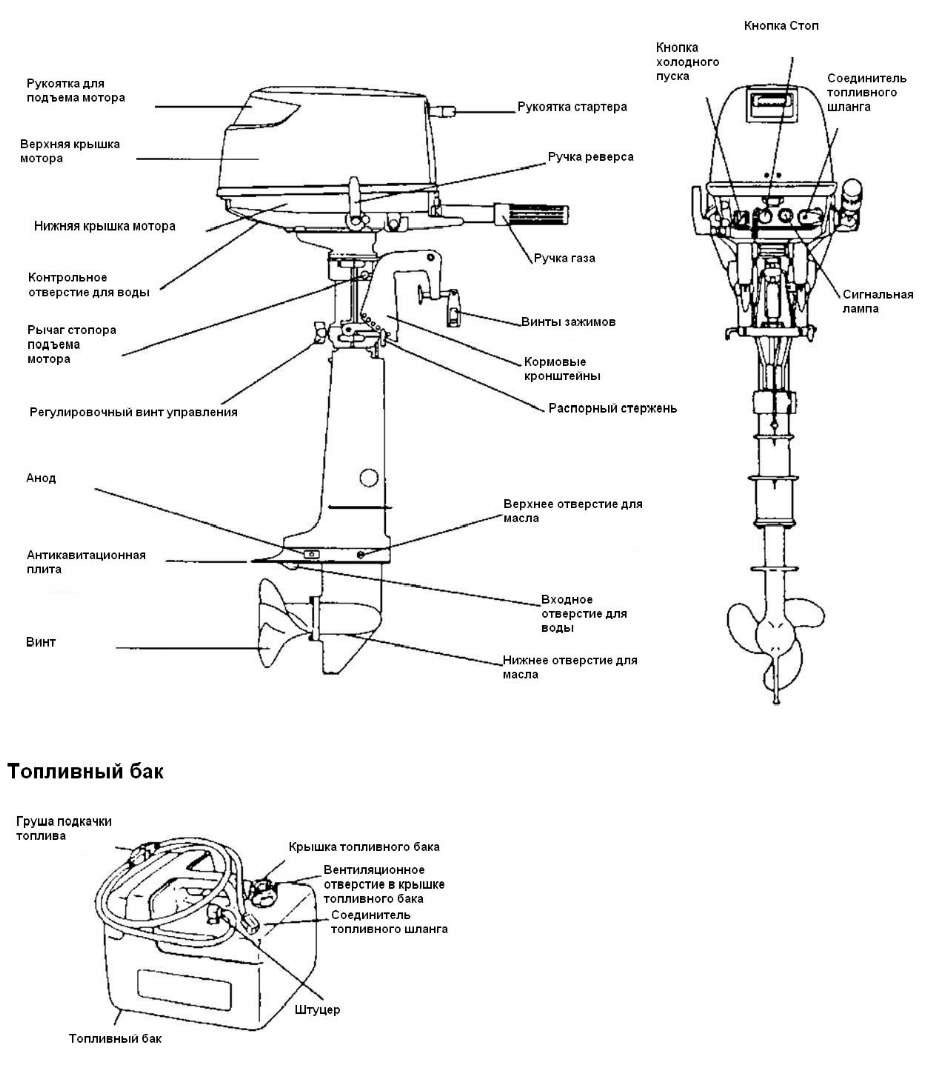 Кнопка Стоп
Кнопка
холодного
пуска
Соединитель
топливного
шланга
Рукоятка для
подъема мотора
Рукоятка стартера
Верхняя крышка
мотора
Ручка реверса
Нижняя крышка мотора
Ручка газа
Контрольное
отверстие для воды
Сигнальная
лампа
Винты зажимов
Рычаг стопора
подъема
мотора
Кормовые
кронштейны
Регулировочный винт управления
Распорный стержень
Анод
Верхнее отверстие для
масла
Антикавитационная
плита
Входное
отверстие для
воды
Винт
Нижнее отверстие для
масла
Топливный бак
Груша подкачки
топлива
Крышка топливного бака
Вентиляционное
отверстие в крышке
топливного бака
Соединитель
топливного шланга
Штуцер
Топливный бак